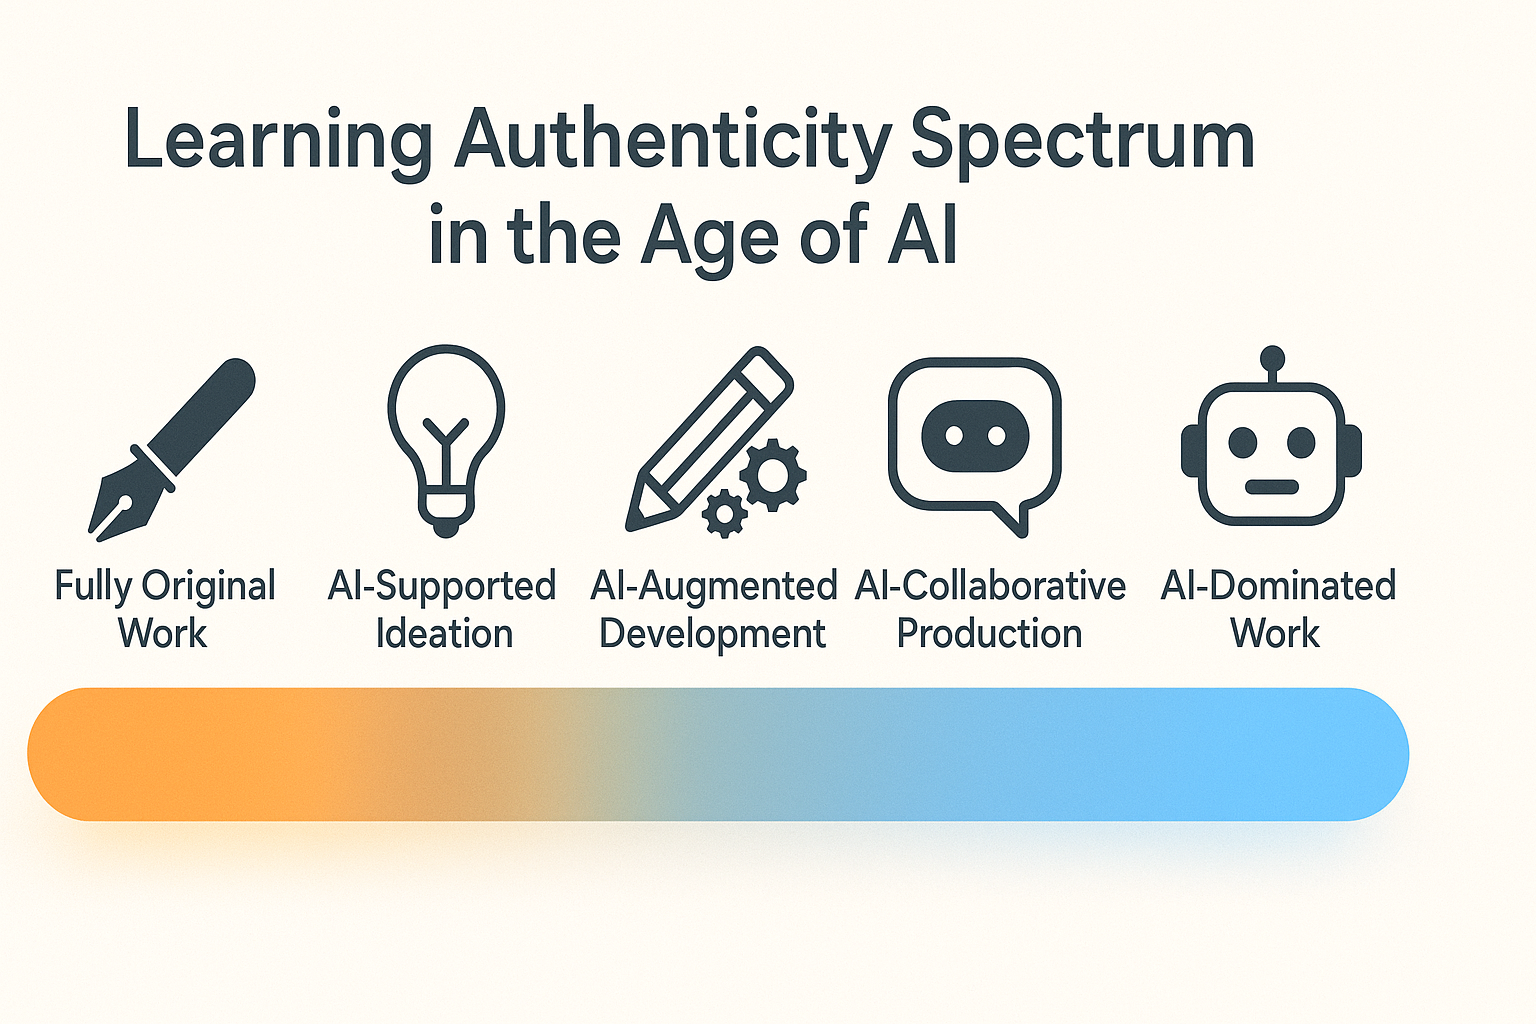 Learning Authenticity Spectrum
in the Age of AI
Fully Original
Work
AI-Supported
Ideation
AI-Augmented
Development
AI-Collaborative
Production
AI-Dominated
Work